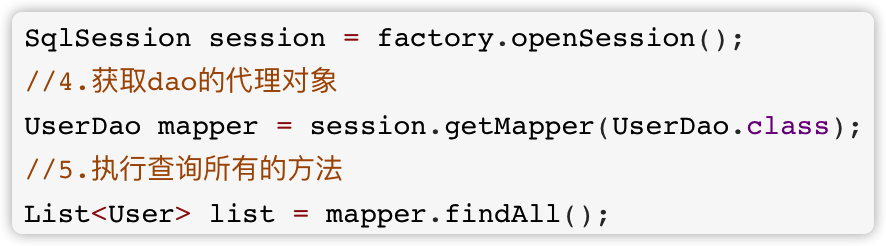 SqlSession session = factory.openSession();
//4.获取dao的代理对象
UserDao mapper = session.getMapper(UserDao.class);
//5.执行查询所有的方法
List<User> list = mapper.findAll();